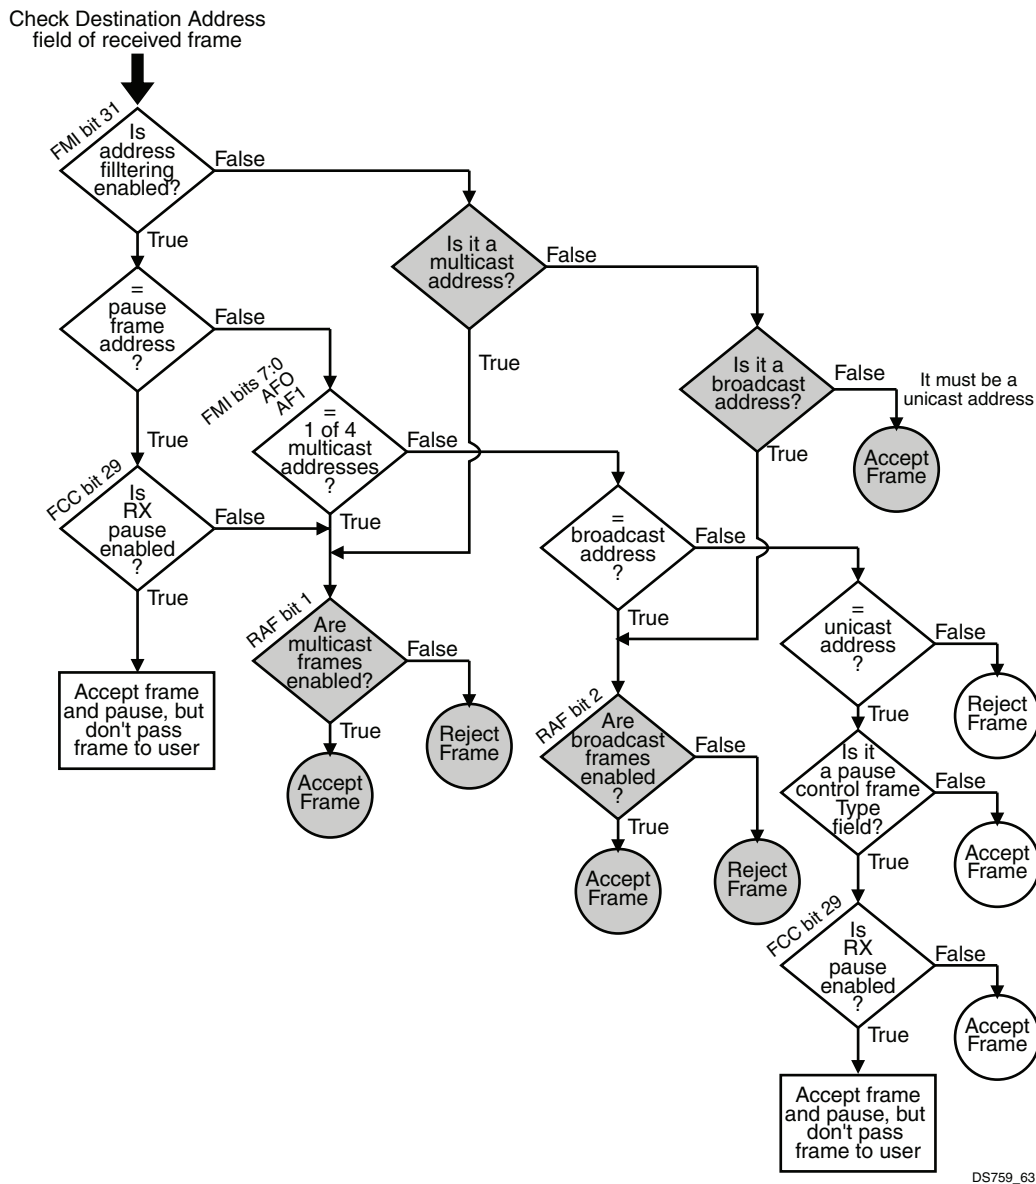 Check Destination Address
field of received frame
FMI bit 31
Is
address
filltering
enabled?
False
True
Is it a
multicast
address?
False
True
=
pause
frame
address
?
False
True
Is it a
broadcast
address?
False
True
It must be a
unicast address
Accept
Frame
FMI bits 7:0
AFO
AF1
=
1 of 4
multicast
addresses
?
False
True
FCC bit 29
Is
RX
pause
enabled
?
False
True
=
broadcast
address
?
False
True
RAF bit 1
Are
multicast
frames
enabled?
False
True
=
unicast
address
?
False
True
Accept frame
and pause, but
don't pass
frame to user
Reject
Frame
Accept
Frame
RAF bit 2
Are
broadcast
frames
enabled
?
False
True
Reject
Frame
Is it
a pause
control frame
Type
field?
False
True
Accept
Frame
Reject
Frame
Accept
Frame
FCC bit 29
Is
RX
pause
enabled
?
False
True
Accept
Frame
Accept frame
and pause, but
don't pass
frame to user
DS759_63